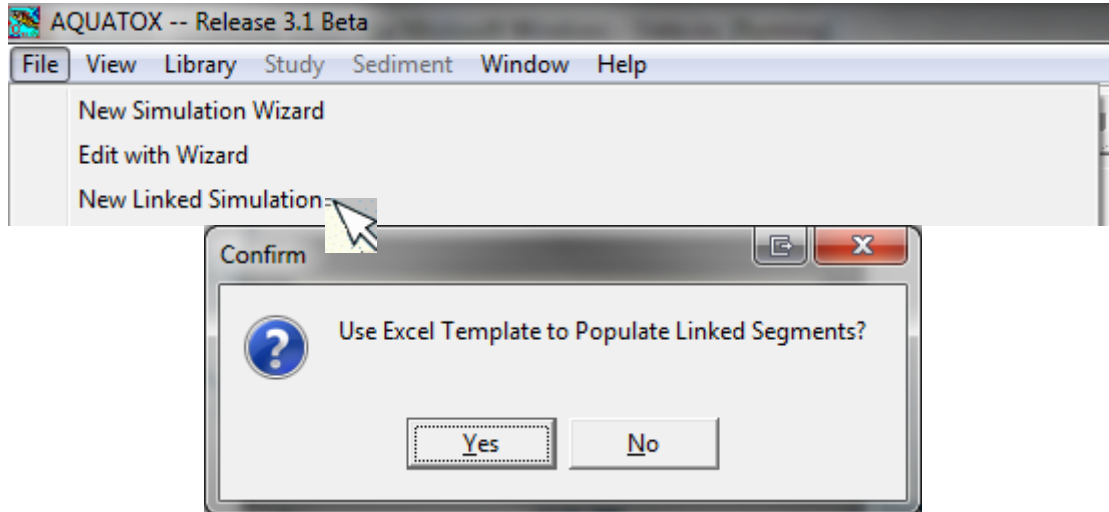 AQUATOX -- Release 3.1 Beta
File View Library Study Sediment Window Help
New Simulation Wizard
Edit with Wizard
New Linked Simulation
Confirm
Use Excel Template to Populate Linked Segments?
Yes No